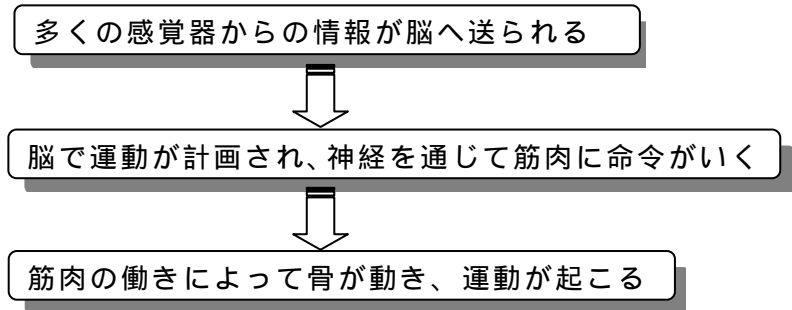 多くの感覚器からの情報が脳へ送られる
脳で運動が計画され、神経を通じて筋肉に命令がいく
筋肉の働きによって骨が動き、運動が起こる